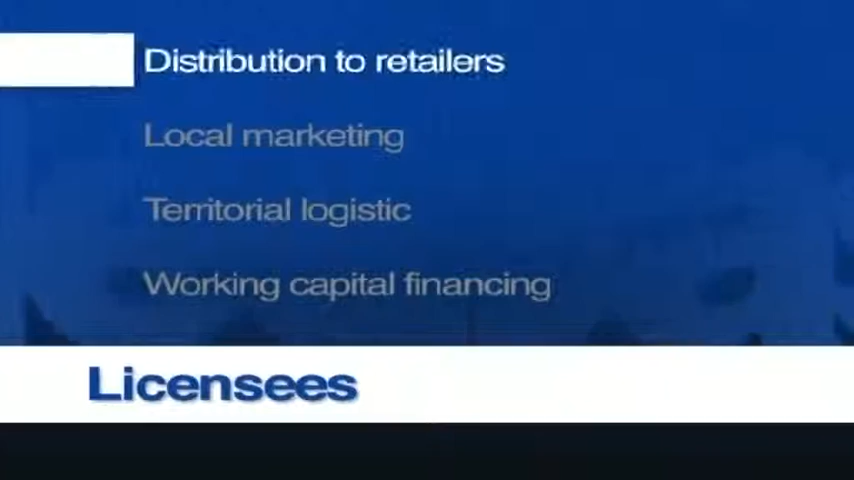 Distribution to retailers
Local marketing
Territorial logistic
Working capital financing
Licensees